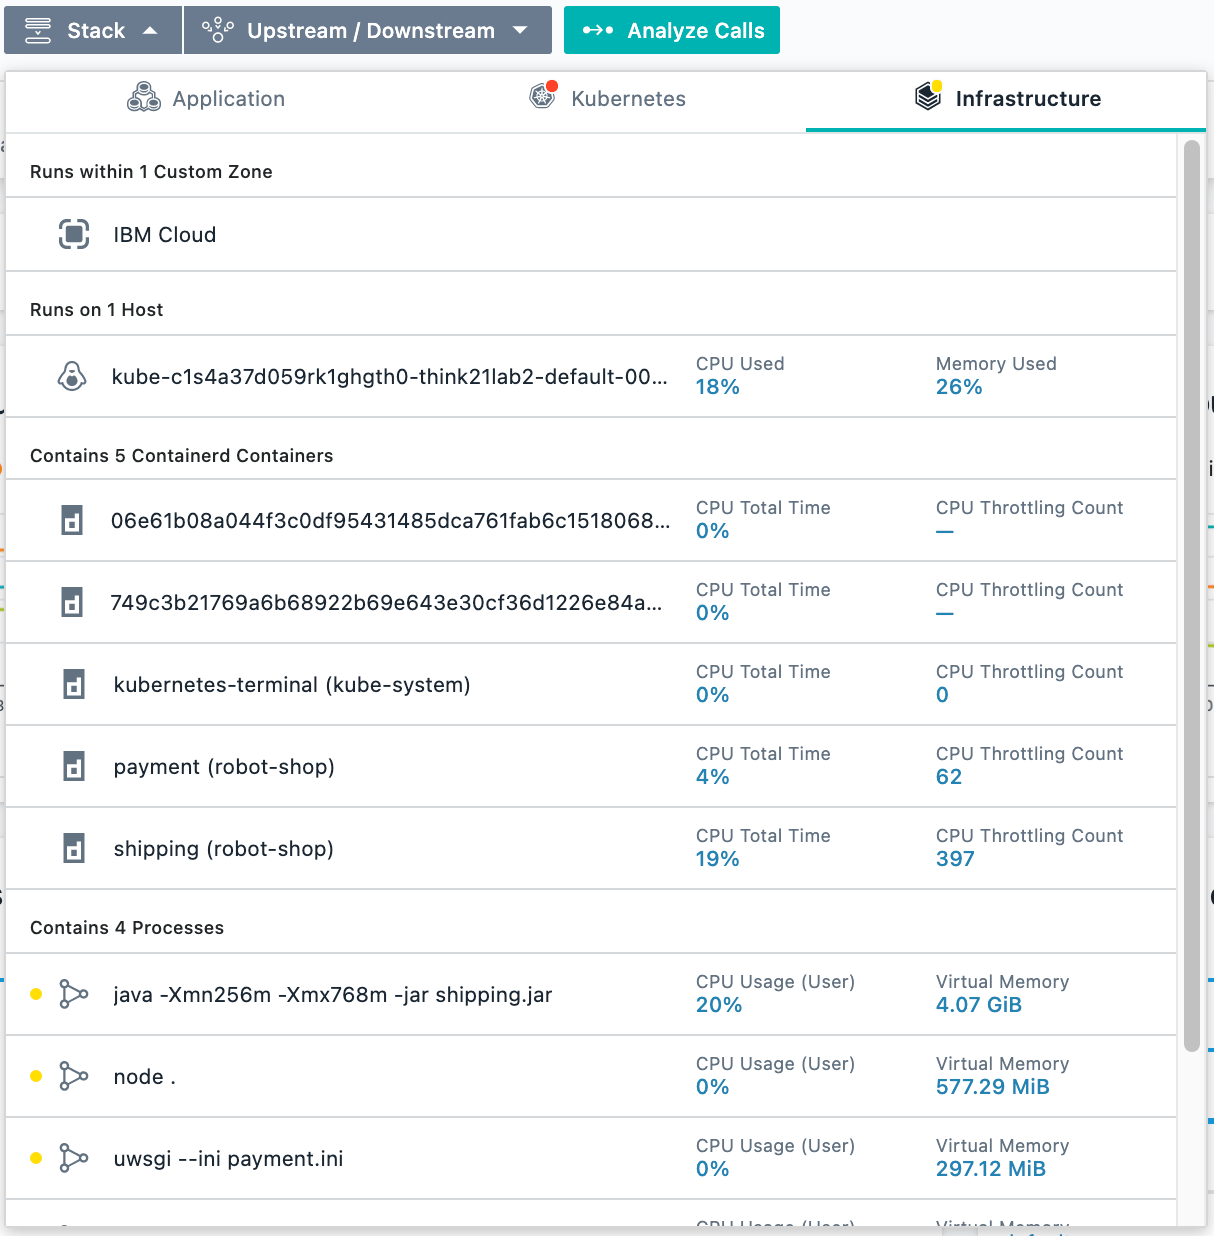 Stack
Upstream / Downstream
Analyze Calls
Application
Kubernetes
Infrastructure
Runs within 1 Custom Zone
IBM Cloud
Runs on 1 Host
kube-c1s4a37d059rk1ghgth0-think21lab2-default-00...
CPU Used
18%
Memory Used
26%
Contains 5 Containerd Containers
06e61b08a044f3c0df95431485dca761fab6c1518068...
CPU Total Time
0%
CPU Throttling Count
—
749c3b21769a6b68922b69e643e30cf36d1226e84a...
CPU Total Time
0%
CPU Throttling Count
—
kubernetes-terminal (kube-system)
CPU Total Time
0%
CPU Throttling Count
0
payment (robot-shop)
CPU Total Time
4%
CPU Throttling Count
62
shipping (robot-shop)
CPU Total Time
19%
CPU Throttling Count
397
Contains 4 Processes
java -Xmn256m -Xmx768m -jar shipping.jar
CPU Usage (User)
20%
Virtual Memory
4.07 GiB
node .
CPU Usage (User)
0%
Virtual Memory
577.29 MiB
uwsgi --ini payment.ini
CPU Usage (User)
0%
Virtual Memory
297.12 MiB
CPU Usage (User)
Virtual Memory